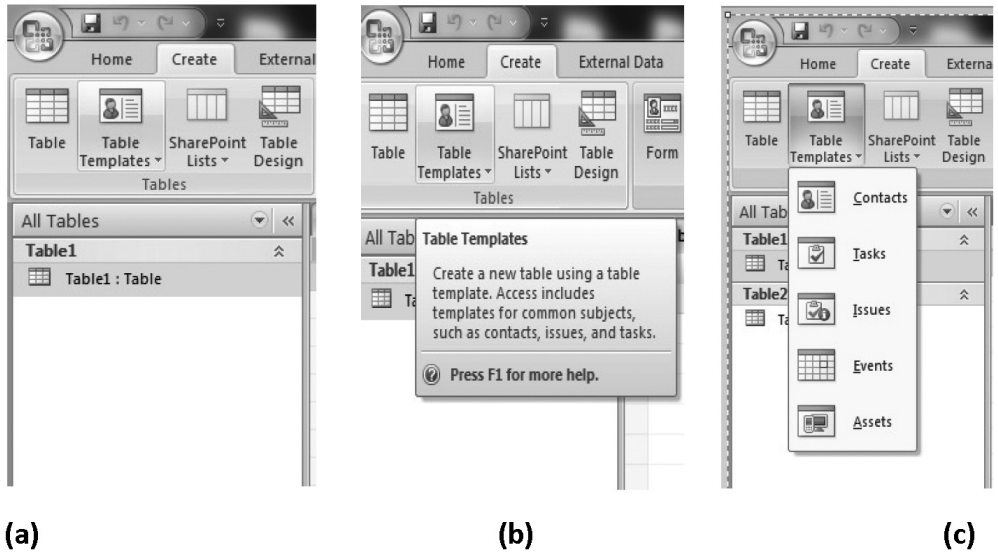 Home Create External
Table Table Templates SharePoint Lists Table Design
Tables
All Tables
Table1
Table1 : Table
(a)
Home Create External Data
Table Table Templates SharePoint Lists Table Design Form
Tables
All Tab
Table1
Ta
Table Templates
Create a new table using a table
template. Access includes
templates for common subjects,
such as contacts, issues, and tasks.
Press F1 for more help.
b
(b)
Home Create Externa
Table Table Templates SharePoint Lists Table Design
All Tab
Table1
Ta
Table2
Ta
Contacts
Tasks
Issues
Events
Assets
(c)